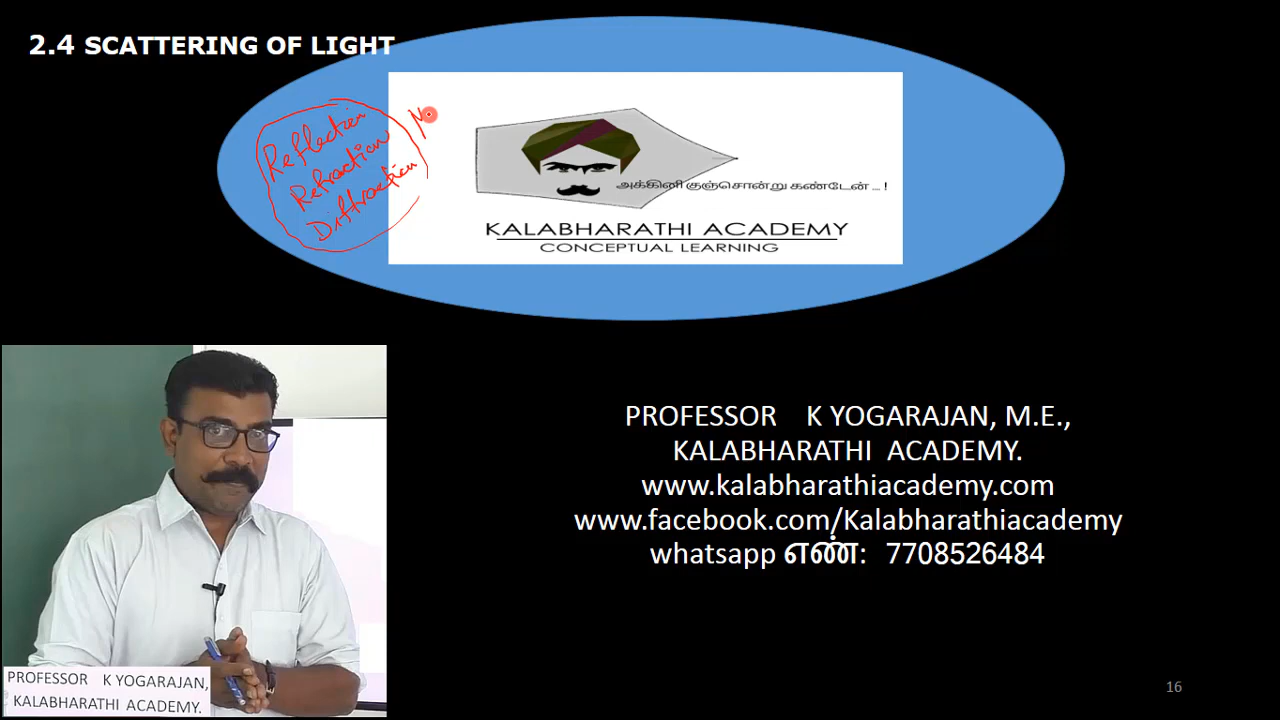 2.4 SCATTERING OF LIGHT
Reflection
Refraction
Diffraction
அக்கினி குஞ்சொன்று கண்டேன் ...!
KALABHARATHI ACADEMY
CONCEPTUAL LEARNING
PROFESSOR K YOGARAJAN, M.E.,
KALABHARATHI ACADEMY.
www.kalabharathiacademy.com
www.facebook.com/Kalabharathiacademy
whatsapp எண்: 7708526484
PROFESSOR K YOGARAJAN,
KALABHARATHI ACADEMY.
16